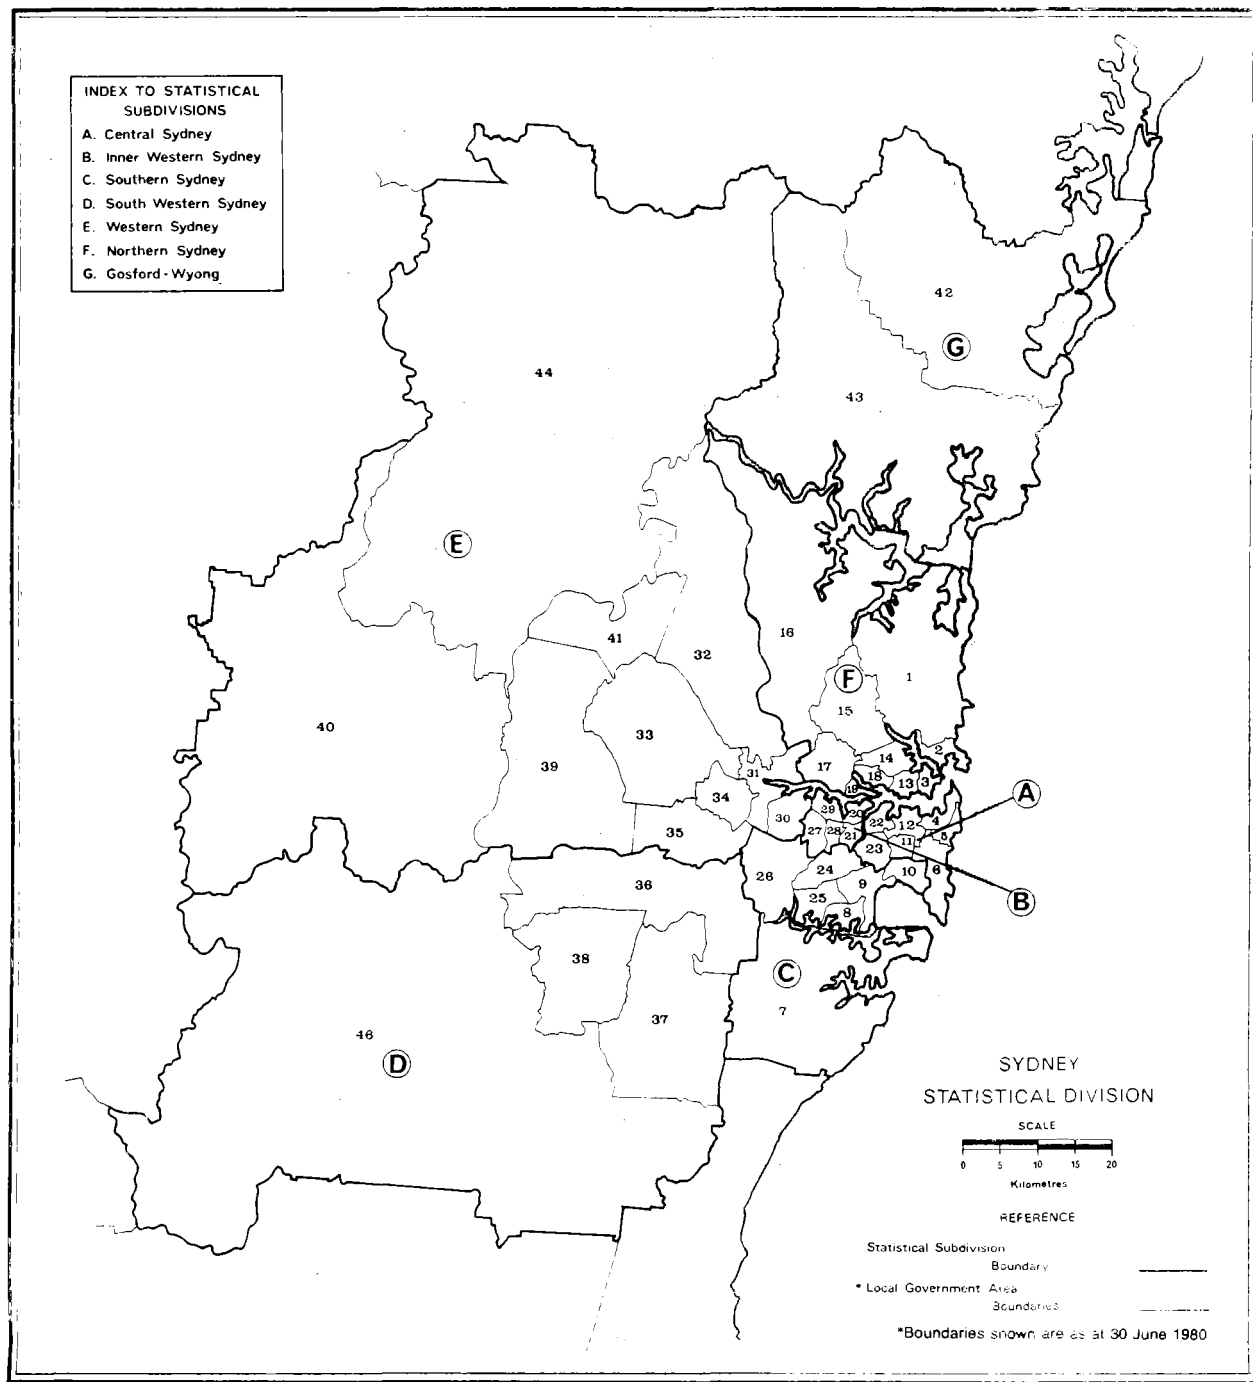 INDEX TO STATISTICAL
SUBDIVISIONS
A. Central Sydney
B. Inner Western Sydney
C. Southern Sydney
D. South Western Sydney
E. Western Sydney
F. Northern Sydney
G. Gosford-Wyong
42
G
44
43
E
16
41
32
F
1
15
40
33
39
2
14
17
31
18
13
3
19
34
A
29
20
30
4
22
12
35
27
28
21
5
11
23
26
24
10
6
36
9
B
25
8
38
C
7
37
46
D
SYDNEY
STATISTICAL DIVISION
SCALE
0 5 10 15 20
Kilometres
REFERENCE
Statistical Subdivision
Boundary
* Local Government Area
Boundaries
*Boundaries shown are as at 30 June 1980